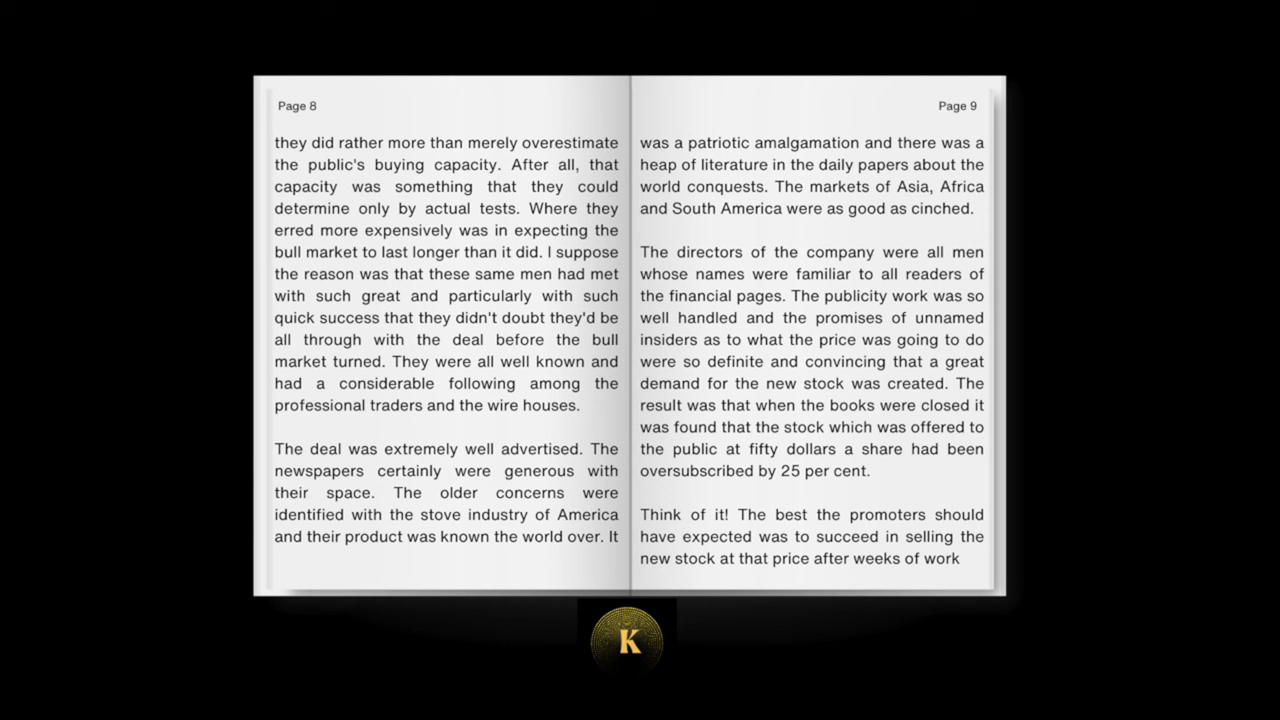 Page 8
they did rather more than merely overestimate
the public's buying capacity. After all, that
capacity was something that they could
determine only by actual tests. Where they
erred more expensively was in expecting the
bull market to last longer than it did. I suppose
the reason was that these same men had met
with such great and particularly with such
quick success that they didn't doubt they'd be
all through with the deal before the bull
market turned. They were all well known and
had a considerable following among the
professional traders and the wire houses.
The deal was extremely well advertised. The
newspapers certainly were generous with
their space. The older concerns were
identified with the stove industry of America
and their product was known the world over. It
Page 9
was a patriotic amalgamation and there was a
heap of literature in the daily papers about the
world conquests. The markets of Asia, Africa
and South America were as good as cinched.
The directors of the company were all men
whose names were familiar to all readers of
the financial pages. The publicity work was so
well handled and the promises of unnamed
insiders as to what the price was going to do
were so definite and convincing that a great
demand for the new stock was created. The
result was that when the books were closed it
was found that the stock which was offered to
the public at fifty dollars a share had been
oversubscribed by 25 per cent.
Think of it! The best the promoters should
have expected was to succeed in selling the
new stock at that price after weeks of work
K